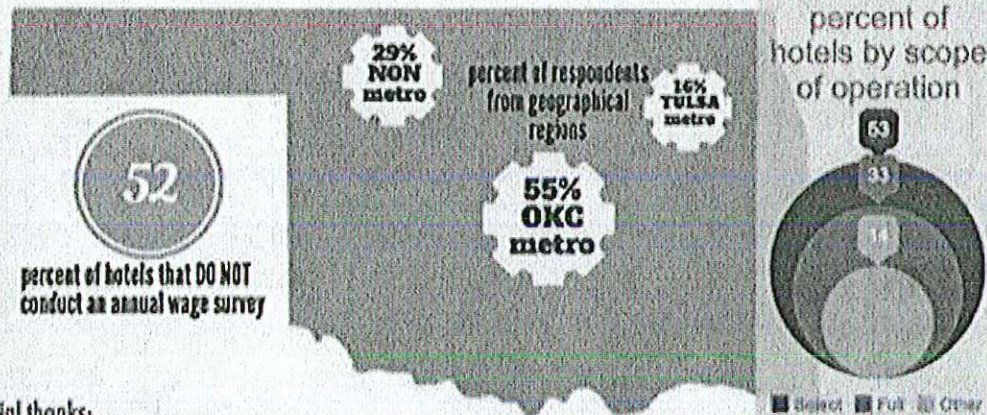 29%
NON
metro
percent of respondents
from geographical
regions
16%
TULSA
metro
55%
OKC
metro
52
percent of hotels that DO NOT
conduct an annual wage survey
percent of
hotels by scope
of operation
53
33
14
Select Full Other
thanks: